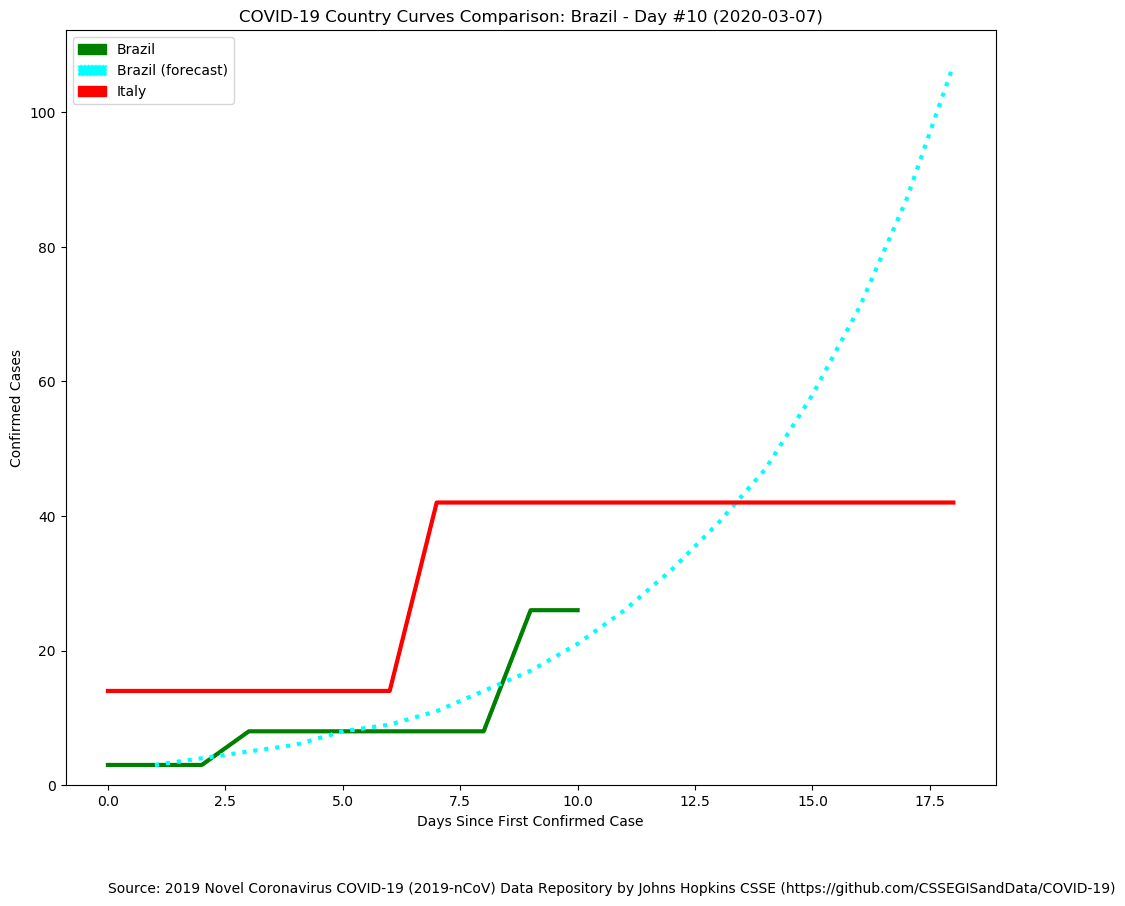 COVID-19 Country Curves Comparison: Brazil - Day #10 (2020-03-07)
Brazil
Brazil (forecast)
Italy
Confirmed Cases
100
80
60
40
20
0
0.0
2.5
5.0
7.5
10.0
12.5
15.0
17.5
Days Since First Confirmed Case
Source: 2019 Novel Coronavirus COVID-19 (2019-nCoV) Data Repository by Johns Hopkins CSSE (https://github.com/CSSEGISandData/COVID-19)